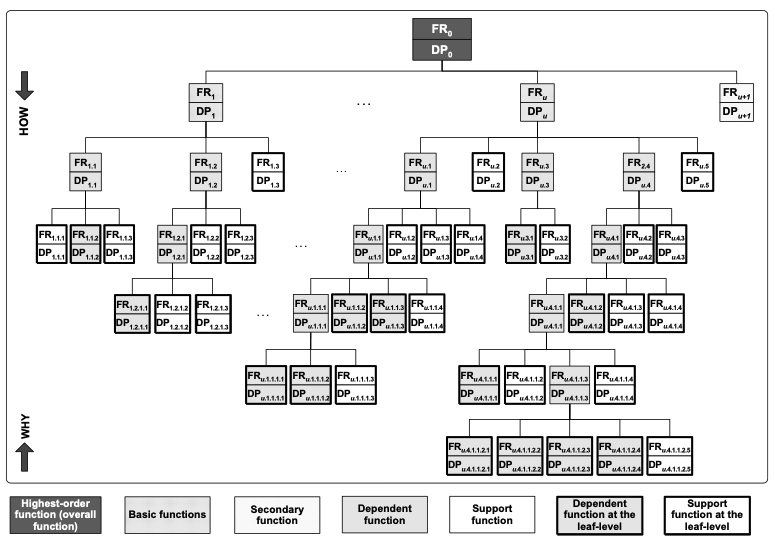 FR0
DP0
HOW
FR1
DP1
...
FRu
DPu
FRu+1
DPu+1
FR1.1
DP1.1
FR1.2
DP1.2
FR1.3
DP1.3
...
FRu.1
DPu.1
FRu.2
DPu.2
FRu.3
DPu.3
FR2.4
DPu.4
FRu.5
DPu.5
FR1.1.1
DP1.1.1
FR1.1.2
DP1.1.2
FR1.1.3
DP1.1.3
FR1.2.1
DP1.2.1
FR1.2.2
DP1.2.2
FR1.2.3
DP1.2.3
...
FRu.1.1
DPu.1.1
FRu.1.2
DPu.1.2
FRu.1.3
DPu.1.3
FRu.1.4
DPu.1.4
FRu.3.1
DPu.3.1
FRu.3.2
DPu.3.2
FRu.4.1
DPu.4.1
FRu.4.2
DPu.4.2
FRu.4.3
DPu.4.3
FR1.2.1.1
DP1.2.1.1
FR1.2.1.2
DP1.2.1.2
FR1.2.1.3
DP1.2.1.3
...
FRu.1.1.1
DPu.1.1.1
FRu.1.1.2
DPu.1.1.2
FRu.1.1.3
DPu.1.1.3
FRu.1.1.4
DPu.1.1.4
FRu.4.1.1
DPu.4.1.1
FRu.4.1.2
DPu.4.1.2
FRu.4.1.3
DPu.4.1.3
FRu.4.1.4
DPu.4.1.4
FRu.1.1.1.1
DPu.1.1.1.1
FRu.1.1.1.2
DPu.1.1.1.2
FRu.1.1.1.3
DPu.1.1.1.3
FRu.4.1.1.1
DPu.4.1.1.1
FRu.4.1.1.2
DPu.4.1.1.2
FRu.4.1.1.3
DPu.4.1.1.3
FRu.4.1.1.4
DPu.4.1.1.4
WHY
FRu.4.1.1.2.1
DPu.4.1.1.2.1
FRu.4.1.1.2.2
DPu.4.1.1.2.2
FRu.4.1.1.2.3
DPu.4.1.1.2.3
FRu.4.1.1.2.4
DPu.4.1.1.2.4
FRu.4.1.1.2.5
DPu.4.1.1.2.5
Highest-order
function (overall
function)
Basic functions
Secondary
function
Dependent
function
Support
function
Dependent
function at the
leaf-level
Support
function at the
leaf-level